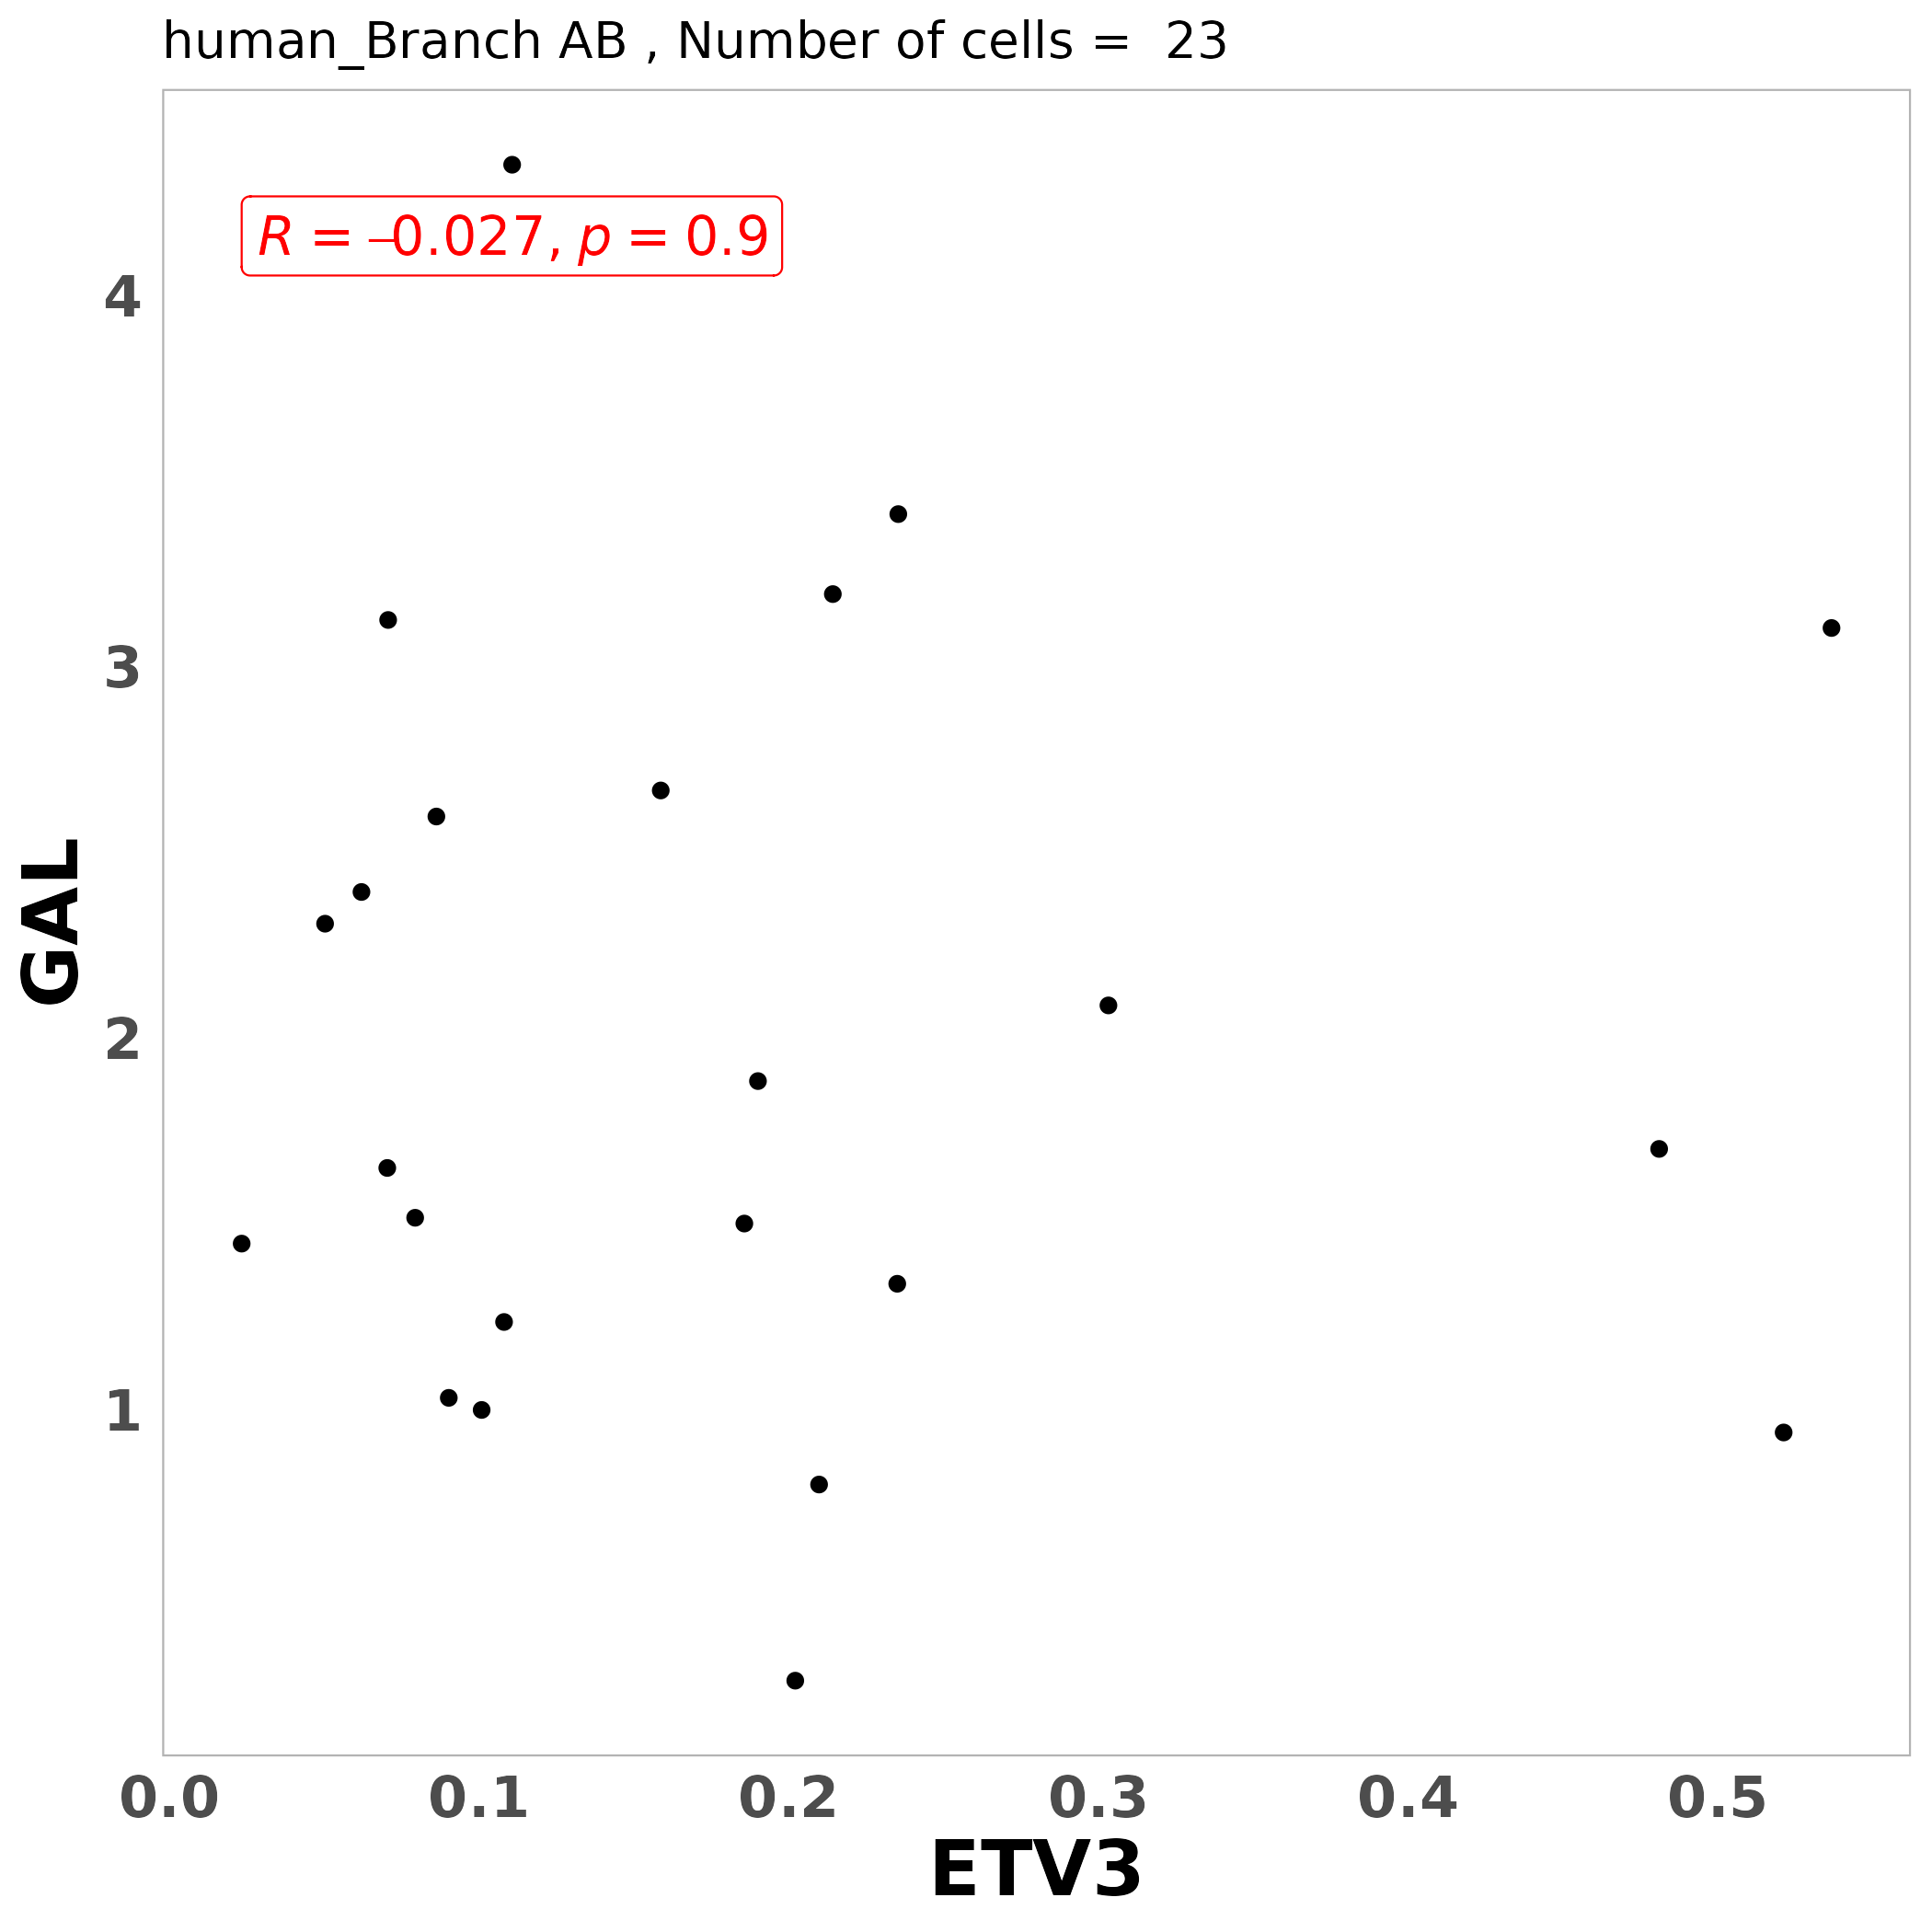 human_Branch AB , Number of cells =  23
R = –0.027, p = 0.9
4
3
2
1
GAL
0.0 0.1 0.2 0.3 0.4 0.5
ETV3